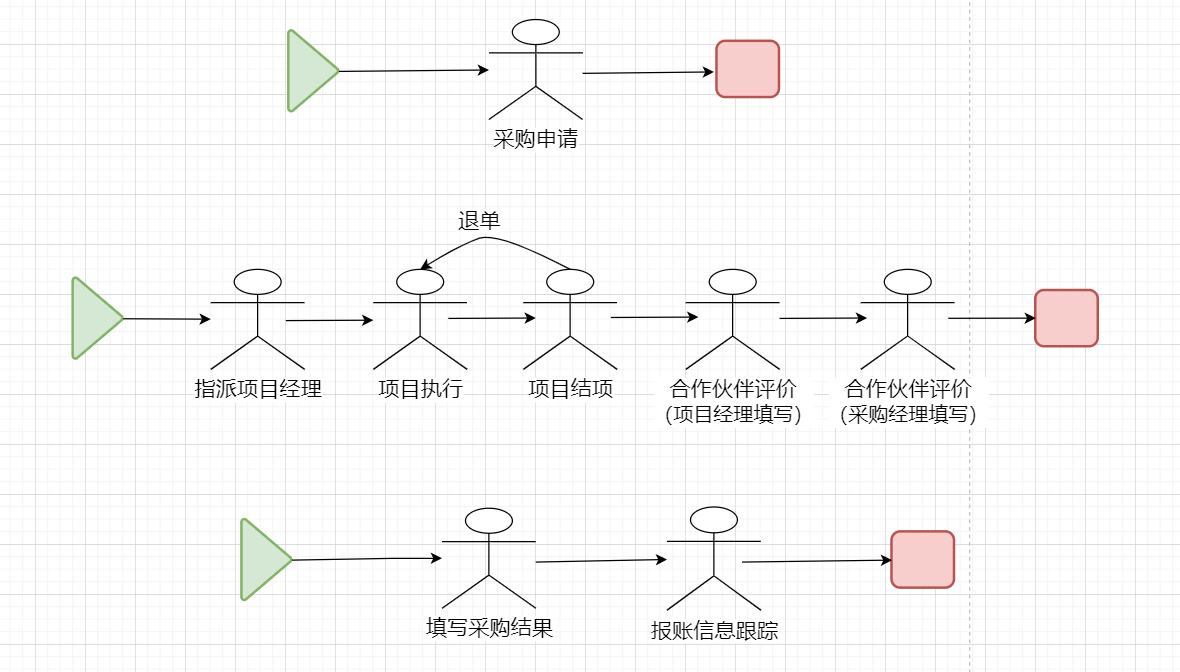 采购申请
退单
指派项目经理
项目执行
项目结项
合作伙伴评价
（项目经理填写）
合作伙伴评价
（采购经理填写）
填写采购结果
报账信息跟踪